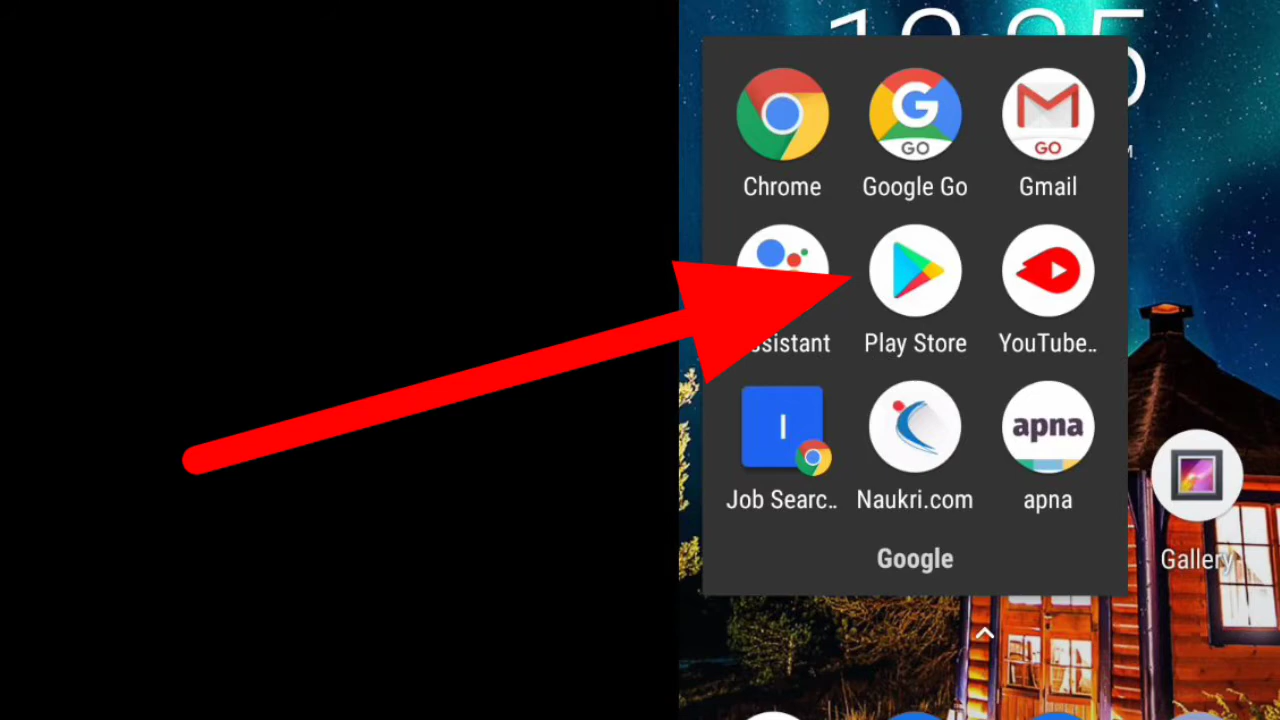 Chrome
Google Go
Gmail
G
GO
GO
Play Store
YouTube..
I
apna
Job Searc..
Naukri.com
apna
Google
Gallery